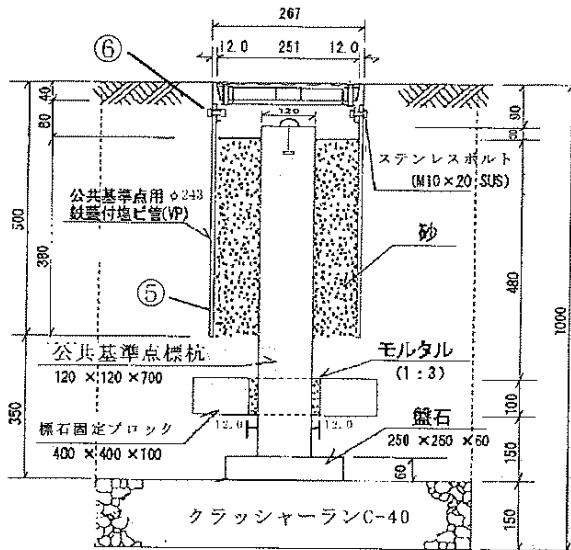 267
12.0 251 12.0
⑥
40
80
500
380
350
120
90
ステンレスボルト
(M10×20 SUS)
公共基準点用 φ243
鉄蓋付塩ビ管(VP)
砂
⑤
480
1000
公共基準点標杭
120 ×120 ×700
モルタル
(1:3)
100
標石固定ブロック
400 ×400 ×100
12.0 12.0
盤石
250 ×250 ×60
60
150
クラッシャーランC-40
150